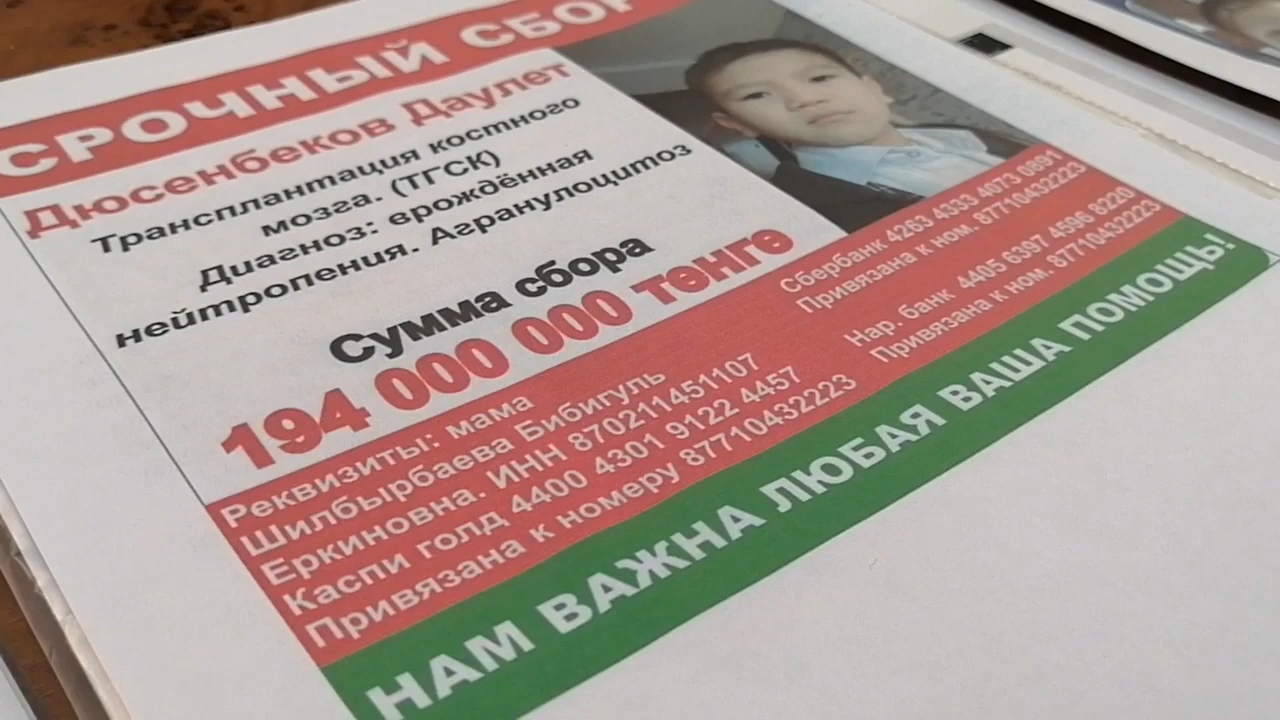 СРОЧНЫЙ СБОР
Дюсенбеков Даулет
Трансплантация костного
мозга. (ТГСК)
Диагноз: врождённая
нейтропения. Агранулоцитоз
Сумма сбора
194 000 000 тенге
Реквизиты: мама
Шилбырбаева Бибигуль
Еркиновна. ИНН 870211451107
Каспи голд 4400 4301 9122 4457
Привязана к номеру 87710432223
Сбербанк 4263 4333 4073 0891
Привязана к ном. 87710432223
Нар. банк 4405 6397 4596 8220
Привязана к ном. 87710432223
НАМ ВАЖНА ЛЮБАЯ ВАША ПОМОЩЬ!